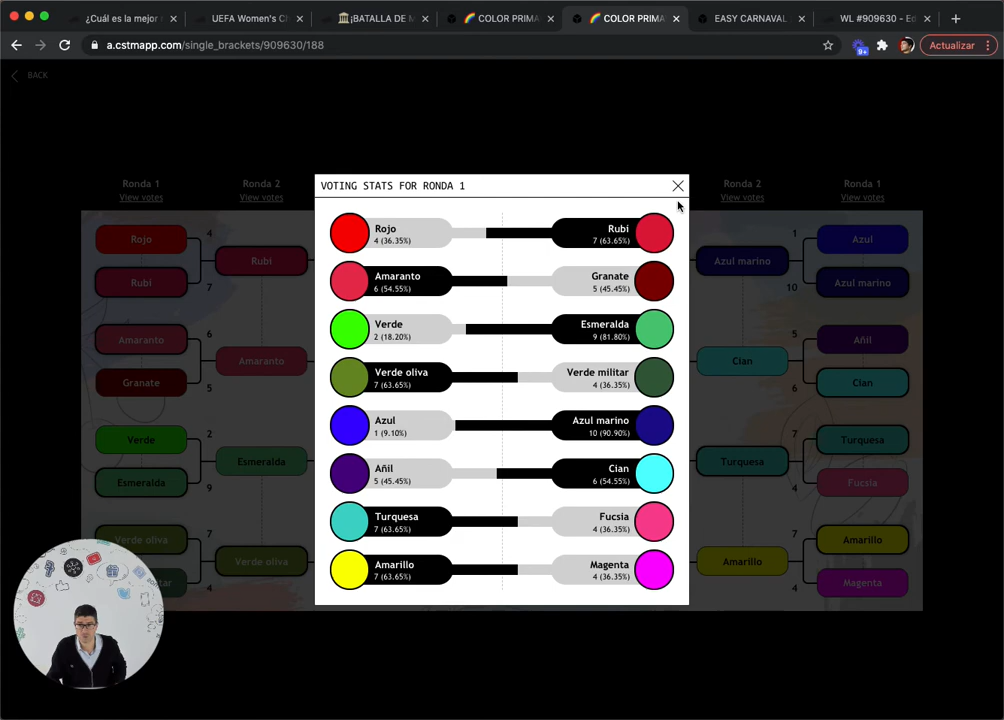 ¿Cuál es la mejor
UEFA Women's Ch
¡BATALLA DE M
COLOR PRIMA
COLOR PRIMA
EASY CARNAVAL
WL #909630 - Ed
a.cstmapp.com/single_brackets/909630/188
9+
Actualizar
BACK
Ronda 1
View votes
Ronda 2
View votes
Ronda 2
View votes
Ronda 1
View votes
VOTING STATS FOR RONDA 1
Rojo
4 (36.35%)
Rubi
7 (63.65%)
Amaranto
6 (54.55%)
Granate
5 (45.45%)
Verde
2 (18.20%)
Esmeralda
9 (81.80%)
Verde oliva
7 (63.65%)
Verde militar
4 (36.35%)
Azul
1 (9.10%)
Azul marino
10 (90.90%)
Añil
5 (45.45%)
Cian
6 (54.55%)
Turquesa
7 (63.65%)
Fucsia
4 (36.35%)
Amarillo
7 (63.65%)
Magenta
4 (36.35%)
Rojo
4
Rubi
7
Rubi
Amaranto
6
Granate
5
Amaranto
Verde
2
Esmeralda
9
Esmeralda
Verde oliva
7
tar
4
Verde oliva
Azul marino
1
Azul
10
Azul marino
Cian
5
Añil
6
Cian
Turquesa
7
Turquesa
4
Fucsia
Amarillo
7
Amarillo
4
Magenta